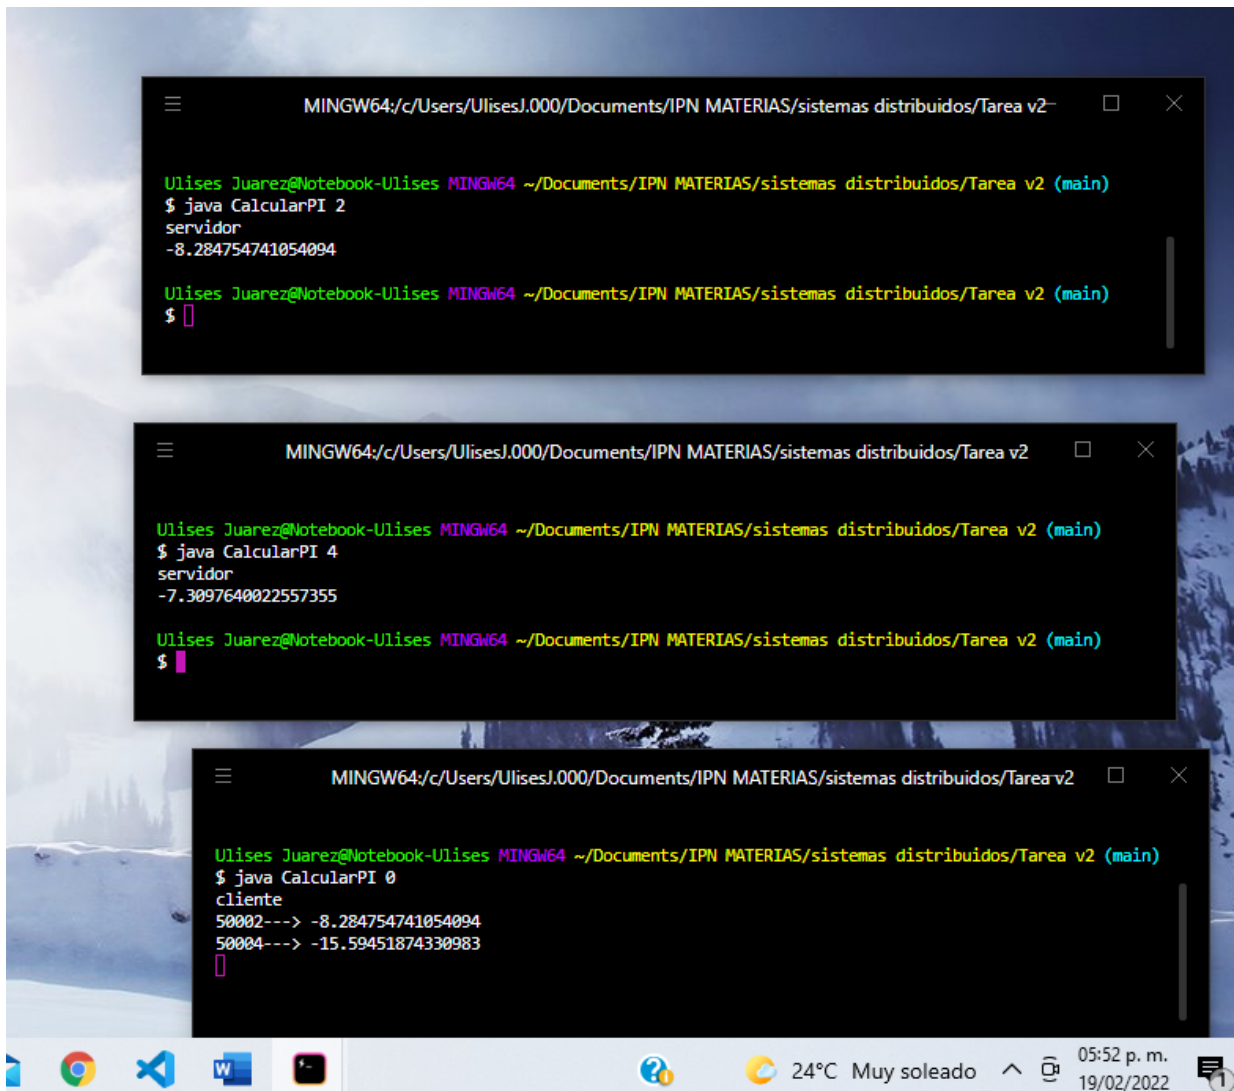 MINGW64:/c/Users/UlisesJ.000/Documents/IPN MATERIAS/sistemas distribuidos/Tarea v2
Ulises Juarez@Notebook-Ulises MINGW64 ~/Documents/IPN MATERIAS/sistemas distribuidos/Tarea v2 (main)
$ java CalcularPI 2
servidor
-8.284754741054094
Ulises Juarez@Notebook-Ulises MINGW64 ~/Documents/IPN MATERIAS/sistemas distribuidos/Tarea v2 (main)
$
MINGW64:/c/Users/UlisesJ.000/Documents/IPN MATERIAS/sistemas distribuidos/Tarea v2
Ulises Juarez@Notebook-Ulises MINGW64 ~/Documents/IPN MATERIAS/sistemas distribuidos/Tarea v2 (main)
$ java CalcularPI 4
servidor
-7.3097640022557355
Ulises Juarez@Notebook-Ulises MINGW64 ~/Documents/IPN MATERIAS/sistemas distribuidos/Tarea v2 (main)
$
MINGW64:/c/Users/UlisesJ.000/Documents/IPN MATERIAS/sistemas distribuidos/Tarea v2
Ulises Juarez@Notebook-Ulises MINGW64 ~/Documents/IPN MATERIAS/sistemas distribuidos/Tarea v2 (main)
$ java CalcularPI 0
cliente
50002---> -8.284754741054094
50004---> -15.59451874330983
24°C Muy soleado
05:52 p. m.
19/02/2022
1